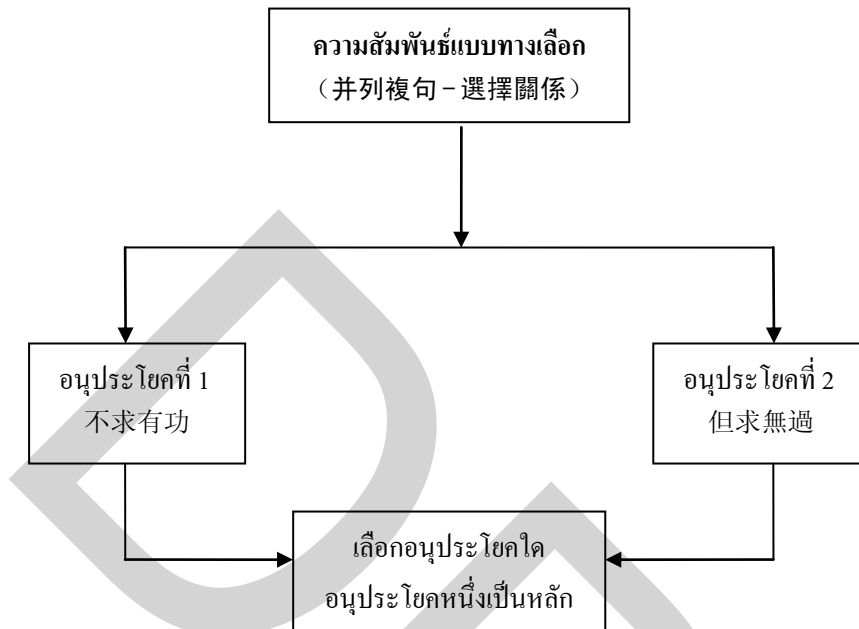 ความสัมพันธ์แบบทางเลือก
（并列複句－選擇關係）
อนุประโยคที่ 1
不求有功
อนุประโยคที่ 2
但求無過
เลือกอนุประโยคใด
อนุประโยคหนึ่งเป็นหลัก